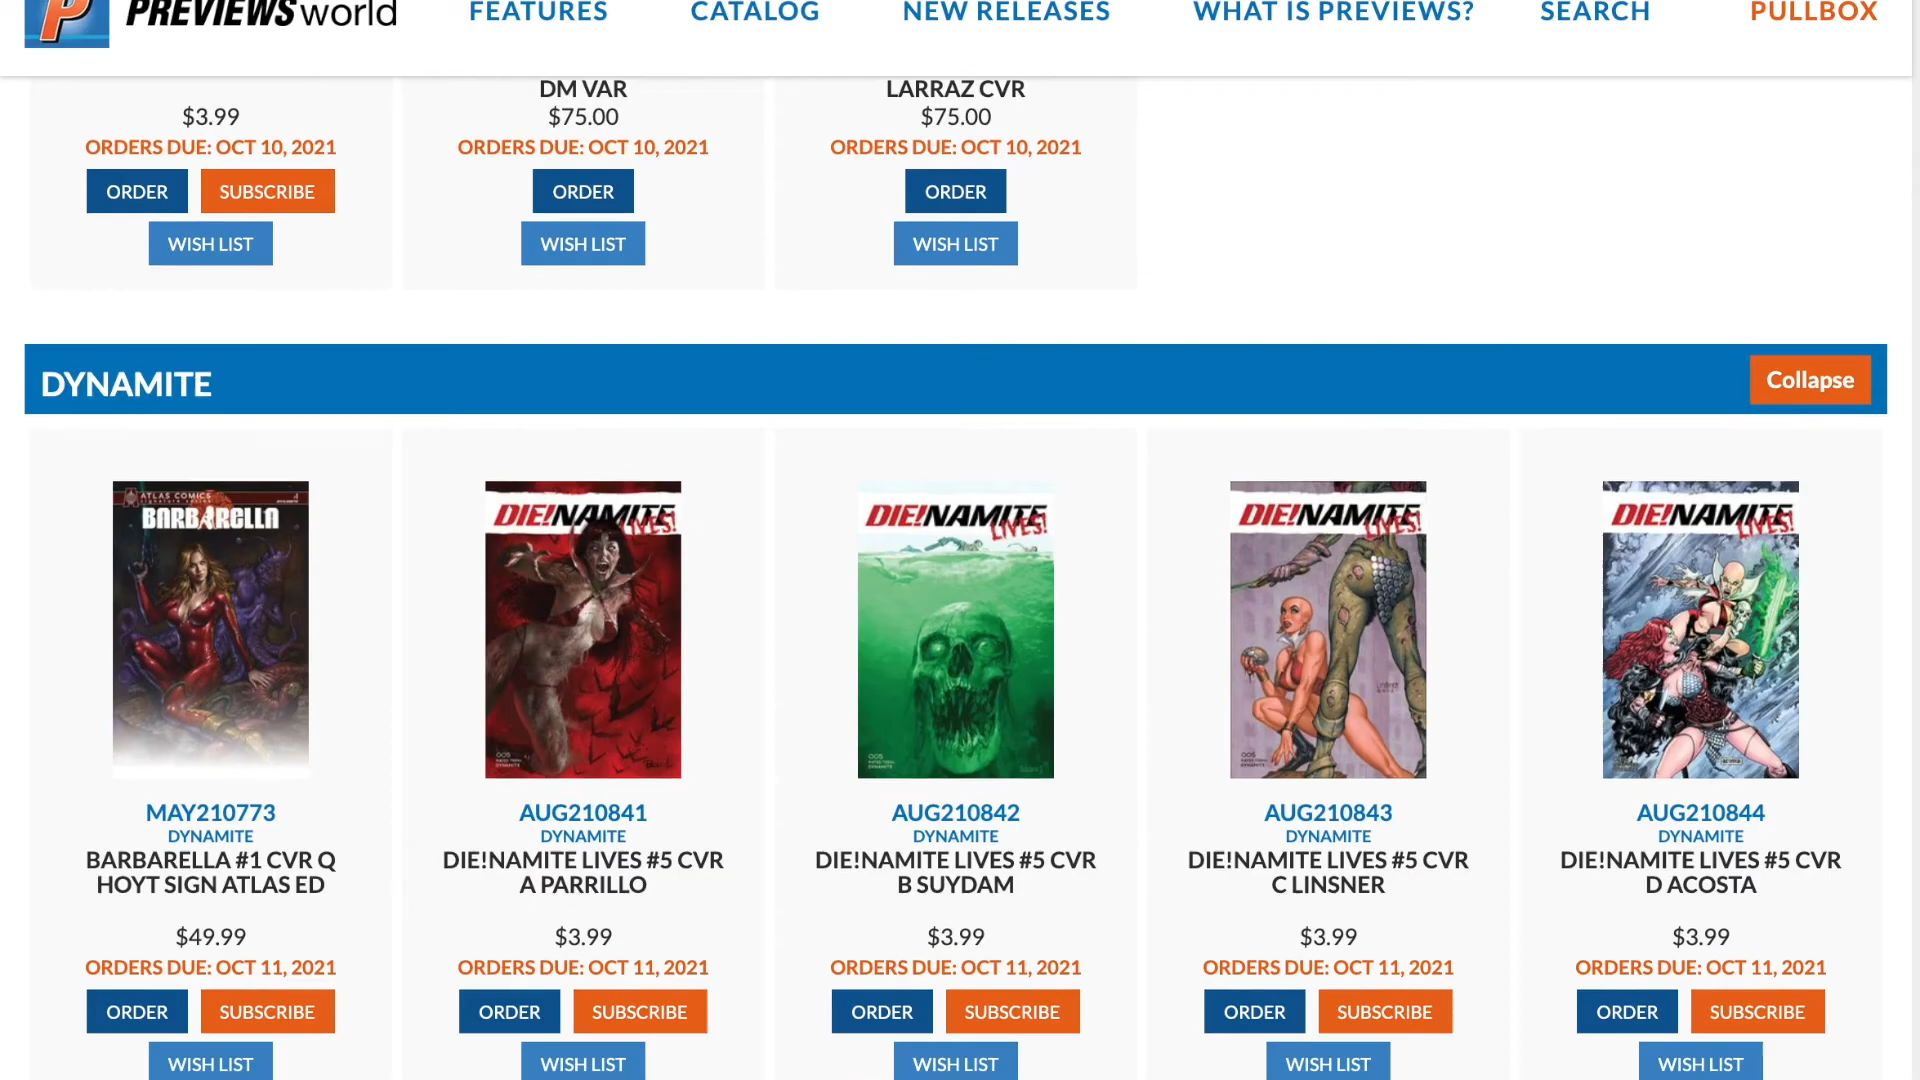 PREVIEWSworld
FEATURES
CATALOG
NEW RELEASES
WHAT IS PREVIEWS?
SEARCH
PULLBOX
$3.99
ORDERS DUE: OCT 10, 2021
ORDER SUBSCRIBE
WISH LIST
DM VAR
$75.00
ORDERS DUE: OCT 10, 2021
ORDER
WISH LIST
LARRAZ CVR
$75.00
ORDERS DUE: OCT 10, 2021
ORDER
WISH LIST
DYNAMITE
Collapse
ATLAS COMICS
BARBARELLA
MAY210773
DYNAMITE
BARBARELLA #1 CVR Q
HOYT SIGN ATLAS ED
$49.99
ORDERS DUE: OCT 11, 2021
ORDER SUBSCRIBE
WISH LIST
DIE!NAMITE
LIVES!
AUG210841
DYNAMITE
DIE!NAMITE LIVES #5 CVR
A PARRILLO
$3.99
ORDERS DUE: OCT 11, 2021
ORDER SUBSCRIBE
WISH LIST
DIE!NAMITE
LIVES!
AUG210842
DYNAMITE
DIE!NAMITE LIVES #5 CVR
B SUYDAM
$3.99
ORDERS DUE: OCT 11, 2021
ORDER SUBSCRIBE
WISH LIST
DIE!NAMITE
LIVES!
AUG210843
DYNAMITE
DIE!NAMITE LIVES #5 CVR
C LINSNER
$3.99
ORDERS DUE: OCT 11, 2021
ORDER SUBSCRIBE
WISH LIST
DIE!NAMITE
LIVES!
AUG210844
DYNAMITE
DIE!NAMITE LIVES #5 CVR
D ACOSTA
$3.99
ORDERS DUE: OCT 11, 2021
ORDER SUBSCRIBE
WISH LIST